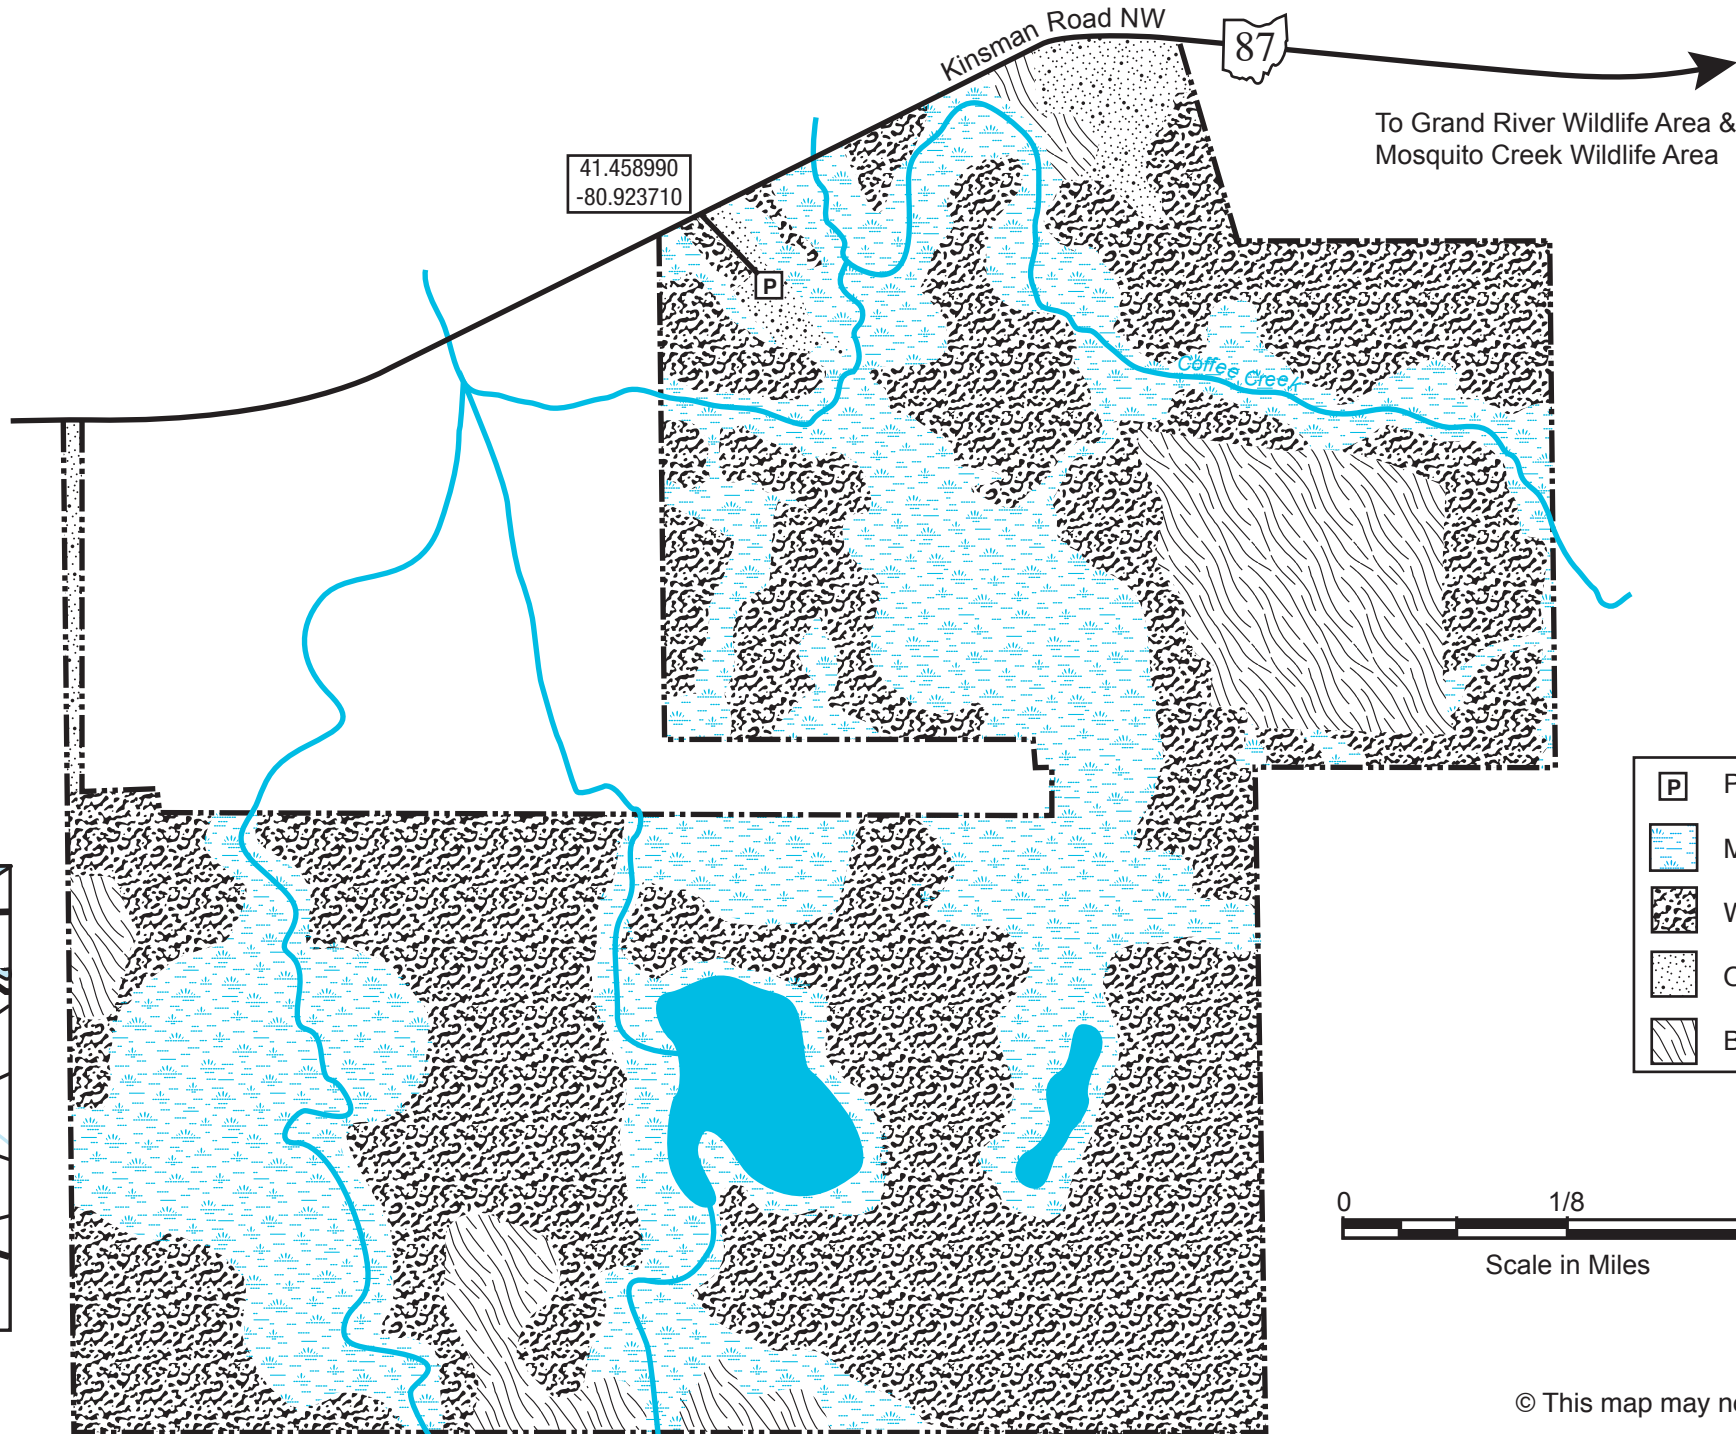 Kinsman Road NW
87
To Grand River Wildlife Area &
Mosquito Creek Wildlife Area
41.458990
-80.923710
P
Coffee Creek
P P
M
W
O
B
0 1/8
Scale in Miles
© This map may